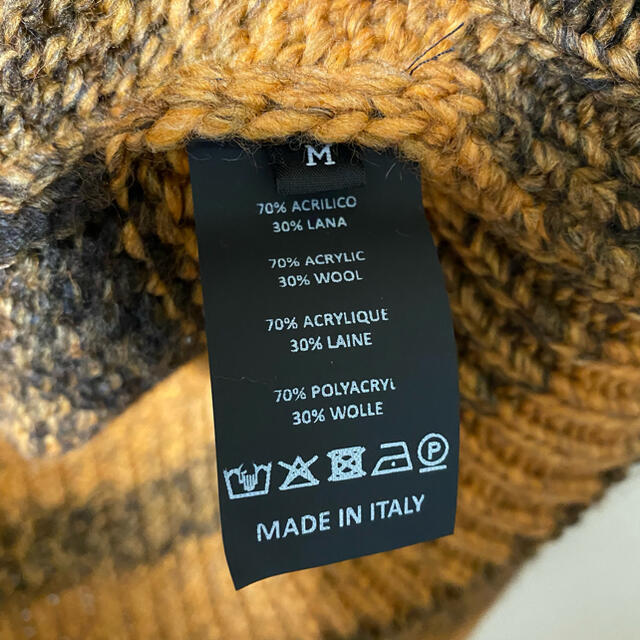 M
70% ACRILICO
30% LANA
70% ACRYLIC
30% WOOL
70% ACRYLIQUE
30% LAINE
70% POLYACRYL
30% WOLLE
P
MADE IN ITALY